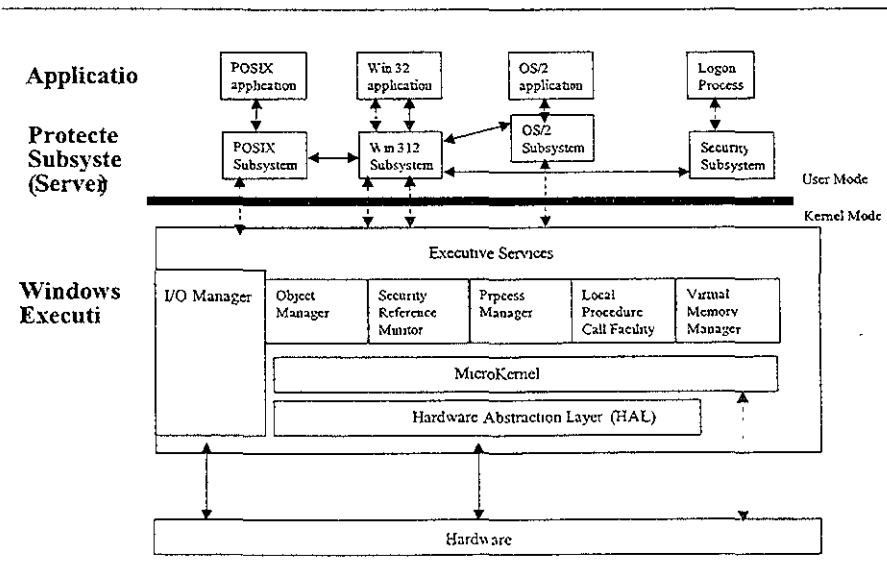 Applicatio
POSIX
application
Win 32
application
OS/2
application
Logon
Process
Protecte
Subsyste
(Server)
POSIX
Subsystem
Win 312
Subsystem
OS/2
Subsystem
Security
Subsystem
User Mode
Kernel Mode
Executive Services
Windows
Executi
I/O Manager
Object
Manager
Security
Reference
Minitor
Prpcess
Manager
Local
Procedure
Call Facility
Virtual
Memory
Manager
MicroKernel
Hardware Abstraction Layer (HAL)
Hardware